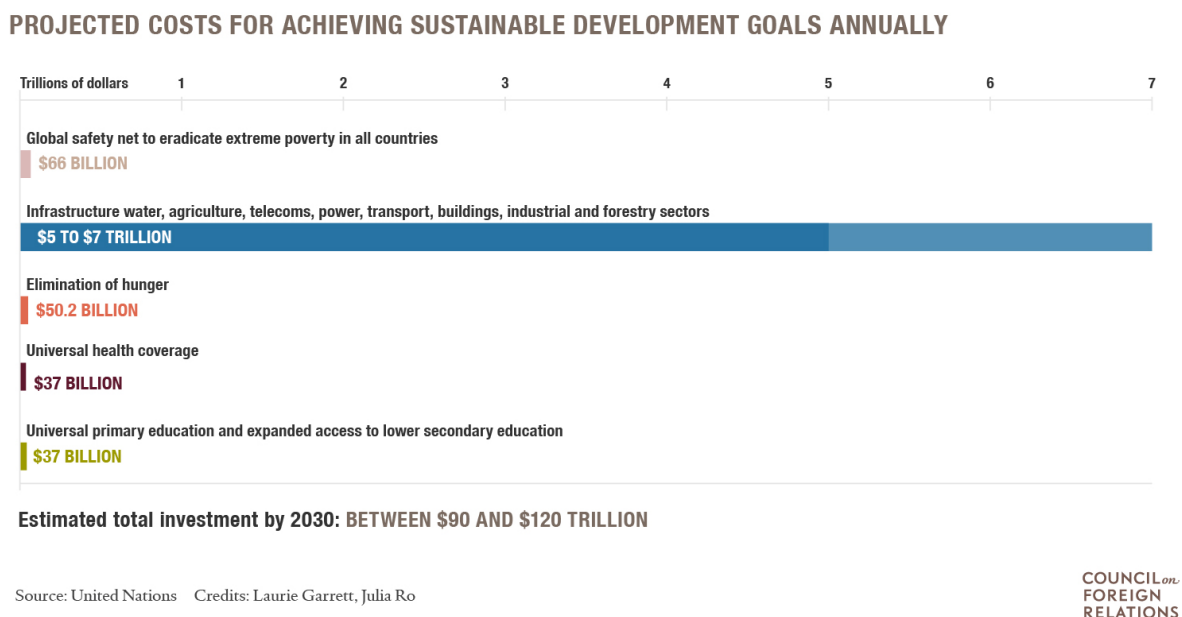 PROJECTED COSTS FOR ACHIEVING SUSTAINABLE DEVELOPMENT GOALS ANNUALLY
Trillions of dollars 1 2 3 4 5 6 7
Global safety net to eradicate extreme poverty in all countries
$66 BILLION
Infrastructure water, agriculture, telecoms, power, transport, buildings, industrial and forestry sectors
$5 TO $7 TRILLION
Elimination of hunger
$50.2 BILLION
Universal health coverage
$37 BILLION
Universal primary education and expanded access to lower secondary education
$37 BILLION
Estimated total investment by 2030: BETWEEN $90 AND $120 TRILLION
Source: United Nations Credits: Laurie Garrett, Julia Ro
COUNCIL on
FOREIGN
RELATIONS